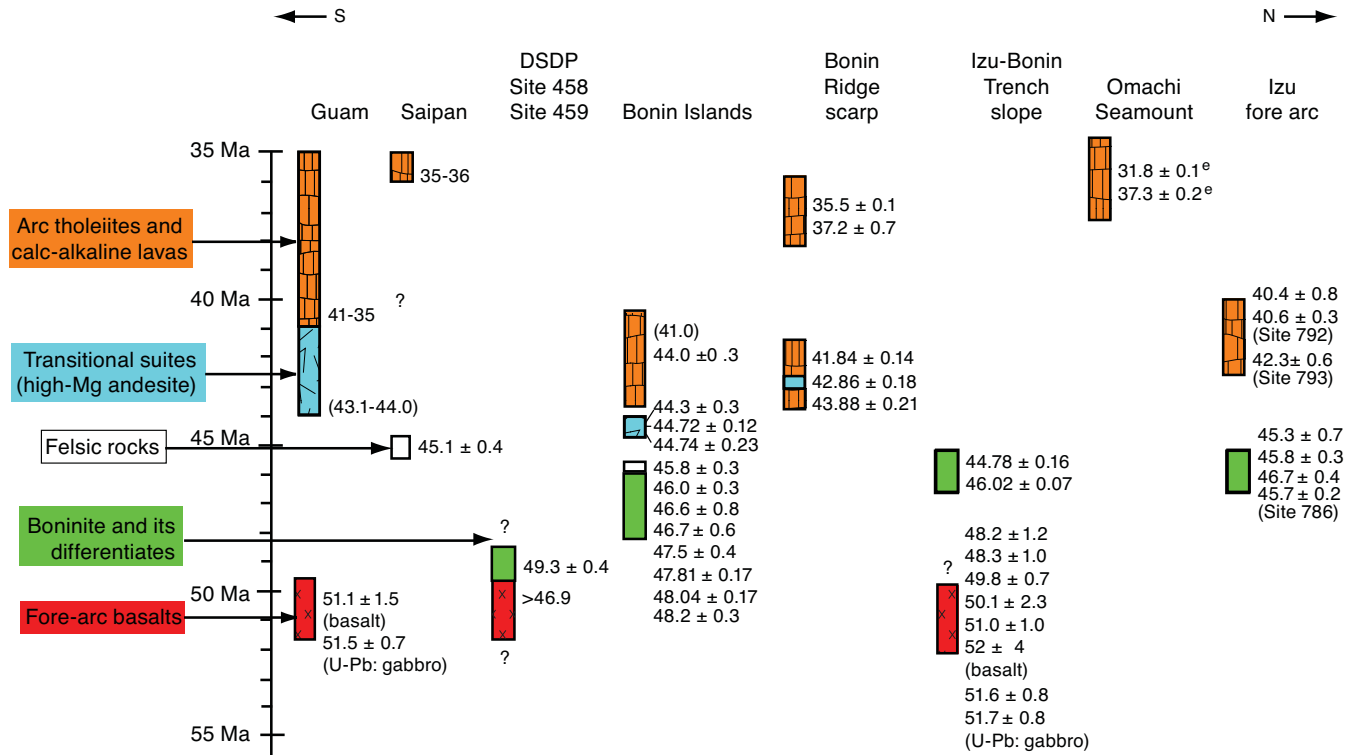 S
N
Guam
Saipan
DSDP
Site 458
Site 459
Bonin Islands
Bonin
Ridge
scarp
Izu-Bonin
Trench
slope
Omachi
Seamount
Izu
fore arc
35 Ma
40 Ma
45 Ma
50 Ma
55 Ma
Arc tholeiites and
calc-alkaline lavas
Transitional suites
(high-Mg andesite)
Felsic rocks
Boninite and its
differentiates
Fore-arc basalts
41-35
(43.1-44.0)
51.1 ± 1.5
(basalt)
51.5 ± 0.7
(U-Pb: gabbro)
35-36
?
45.1 ± 0.4
?
49.3 ± 0.4
>46.9
?
(41.0)
44.0 ±0 .3
44.3 ± 0.3
44.72 ± 0.12
44.74 ± 0.23
45.8 ± 0.3
46.0 ± 0.3
46.6 ± 0.8
46.7 ± 0.6
47.5 ± 0.4
47.81 ± 0.17
48.04 ± 0.17
48.2 ± 0.3
35.5 ± 0.1
37.2 ± 0.7
41.84 ± 0.14
42.86 ± 0.18
43.88 ± 0.21
44.78 ± 0.16
46.02 ± 0.07
?
48.2 ± 1.2
48.3 ± 1.0
49.8 ± 0.7
50.1 ± 2.3
51.0 ± 1.0
52 ± 4
(basalt)
51.6 ± 0.8
51.7 ± 0.8
(U-Pb: gabbro)
31.8 ± 0.1e
37.3 ± 0.2e
40.4 ± 0.8
40.6 ± 0.3
(Site 792)
42.3± 0.6
(Site 793)
45.3 ± 0.7
45.8 ± 0.3
46.7 ± 0.4
45.7 ± 0.2
(Site 786)